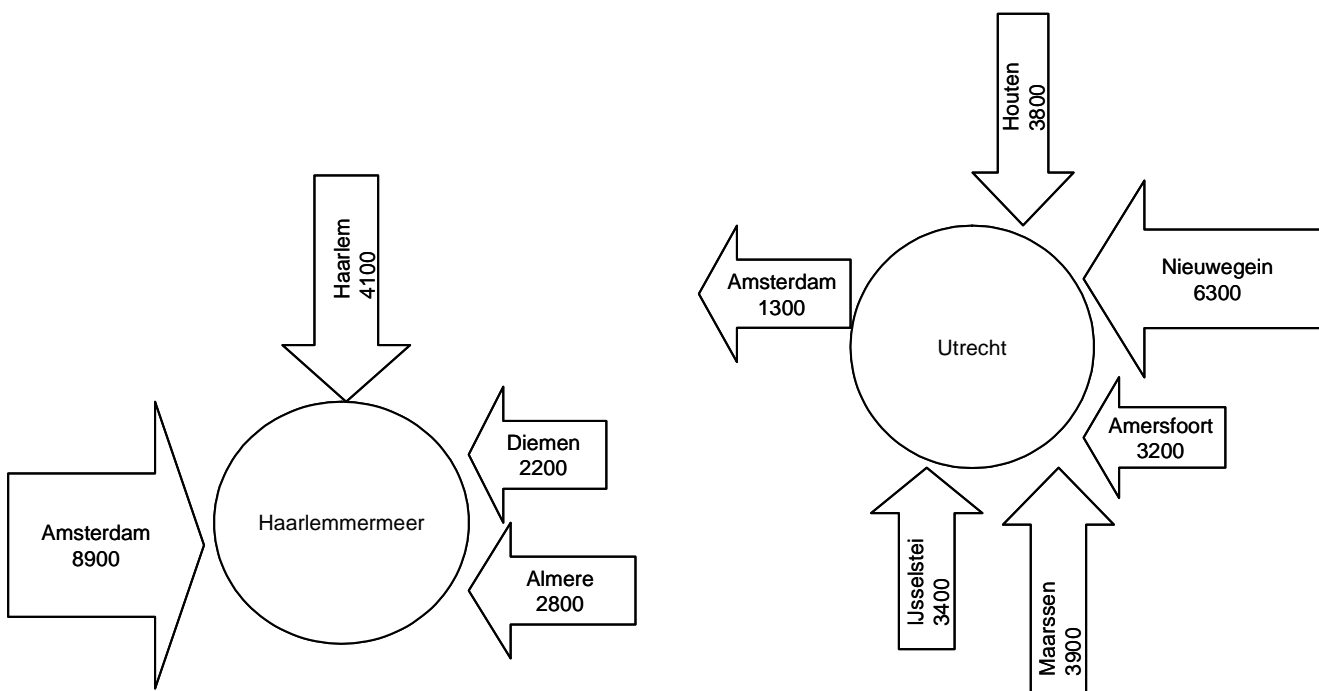 Houten
3800
Haarlem
4100
Amsterdam
1300
Nieuwegein
6300
Utrecht
Diemen
2200
Amersfoort
3200
Amsterdam
8900
Haarlemmermeer
Almere
2800
IJsselstei
3400
Maarssen
3900